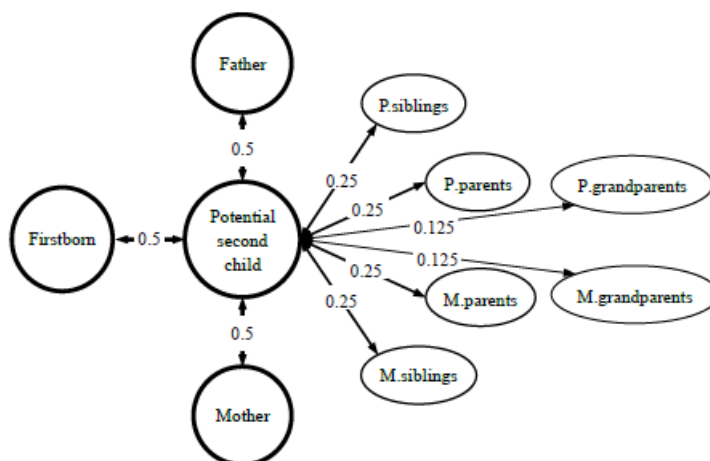 Father
P.siblings
0.5
0.25
P.parents
P.grandparents
Potential
second
child
0.25
0.125
Firstborn
0.5
0.125
0.25
M.parents
M.grandparents
0.25
0.5
M.siblings
Mother